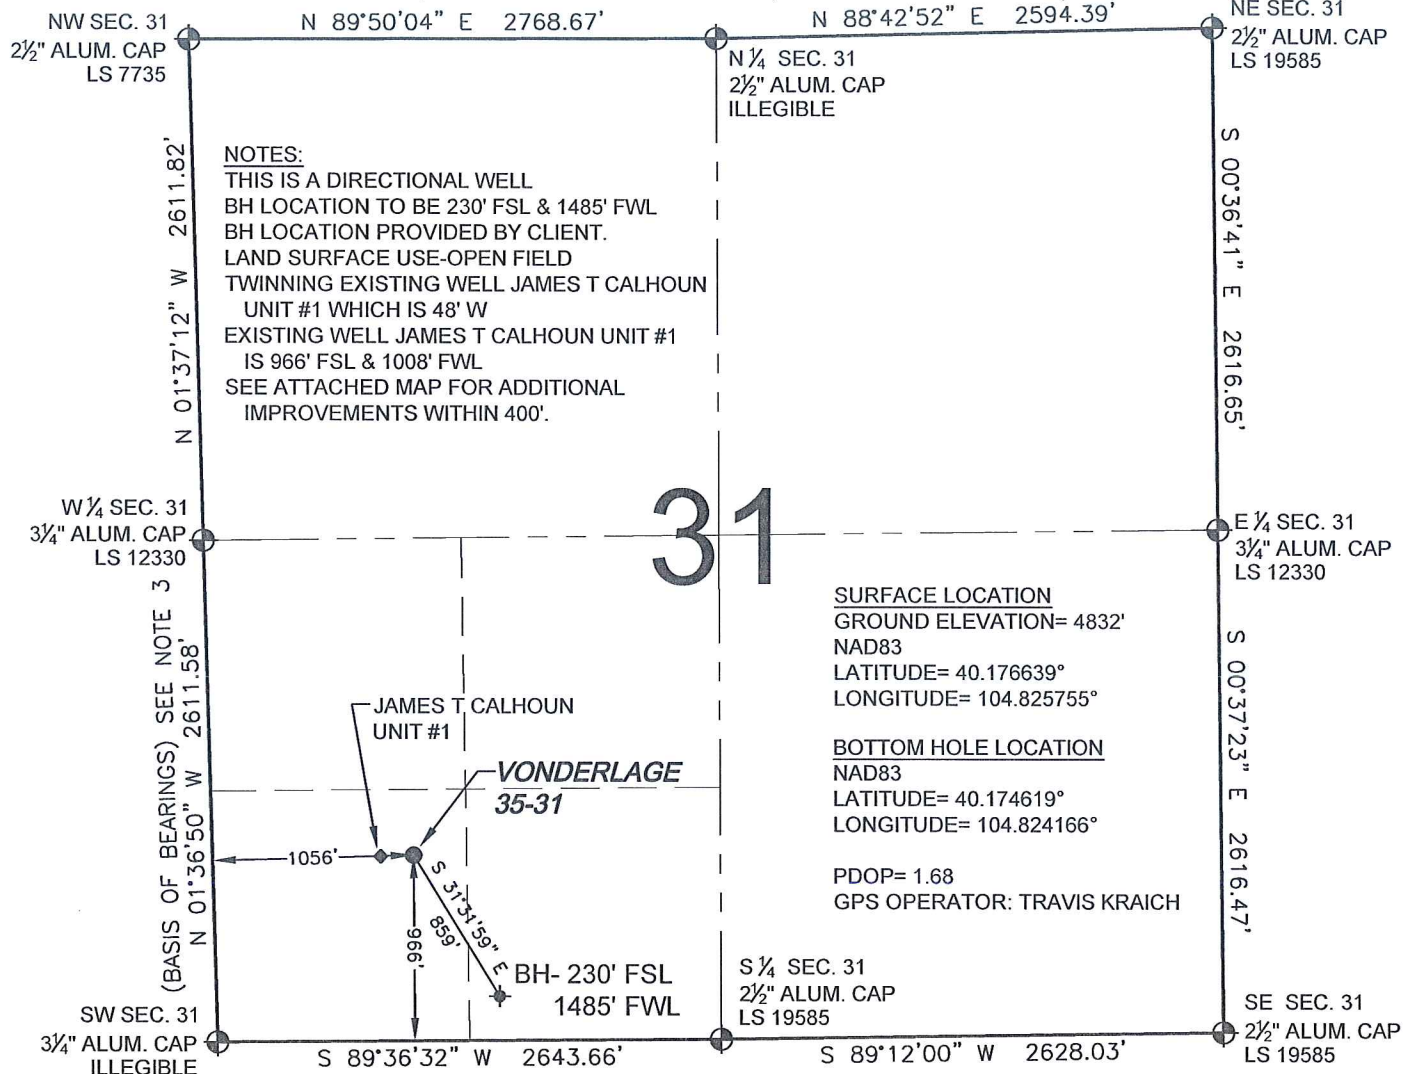 NW SEC. 31
2½" ALUM. CAP
LS 7735
N 89°50'04" E 2768.67'
N 88°42'52" E 2594.39'
NE SEC. 31
2½" ALUM. CAP
LS 19585
N ¼ SEC. 31
2½" ALUM. CAP
ILLEGIBLE
N 01°37'12" W 2611.82'
NOTES:
THIS IS A DIRECTIONAL WELL
BH LOCATION TO BE 230' FSL & 1485' FWL
BH LOCATION PROVIDED BY CLIENT.
LAND SURFACE USE-OPEN FIELD
TWINNING EXISTING WELL JAMES T CALHOUN
UNIT #1 WHICH IS 48' W
EXISTING WELL JAMES T CALHOUN UNIT #1
IS 966' FSL & 1008' FWL
SEE ATTACHED MAP FOR ADDITIONAL
IMPROVEMENTS WITHIN 400'.
S 00°36'41" E 2616.65'
W ¼ SEC. 31
3¼" ALUM. CAP
LS 12330
31
E ¼ SEC. 31
3¼" ALUM. CAP
LS 12330
SURFACE LOCATION
GROUND ELEVATION= 4832'
NAD83
LATITUDE= 40.176639°
LONGITUDE= 104.825755°
BOTTOM HOLE LOCATION
NAD83
LATITUDE= 40.174619°
LONGITUDE= 104.824166°
PDOP= 1.68
GPS OPERATOR: TRAVIS KRAICH
S 00°37'23" E 2616.47'
(BASIS OF BEARINGS) SEE NOTE 3
N 01°36'50" W 2611.58'
JAMES T CALHOUN
UNIT #1
VONDERLAGE
35-31
1056'
966'
S 31°31'59" E
859'
BH- 230' FSL
1485' FWL
SW SEC. 31
3¼" ALUM. CAP
ILLEGIBLE
S 89°36'32" W 2643.66'
S ¼ SEC. 31
2½" ALUM. CAP
LS 19585
S 89°12'00" W 2628.03'
SE SEC. 31
2½" ALUM. CAP
LS 19585